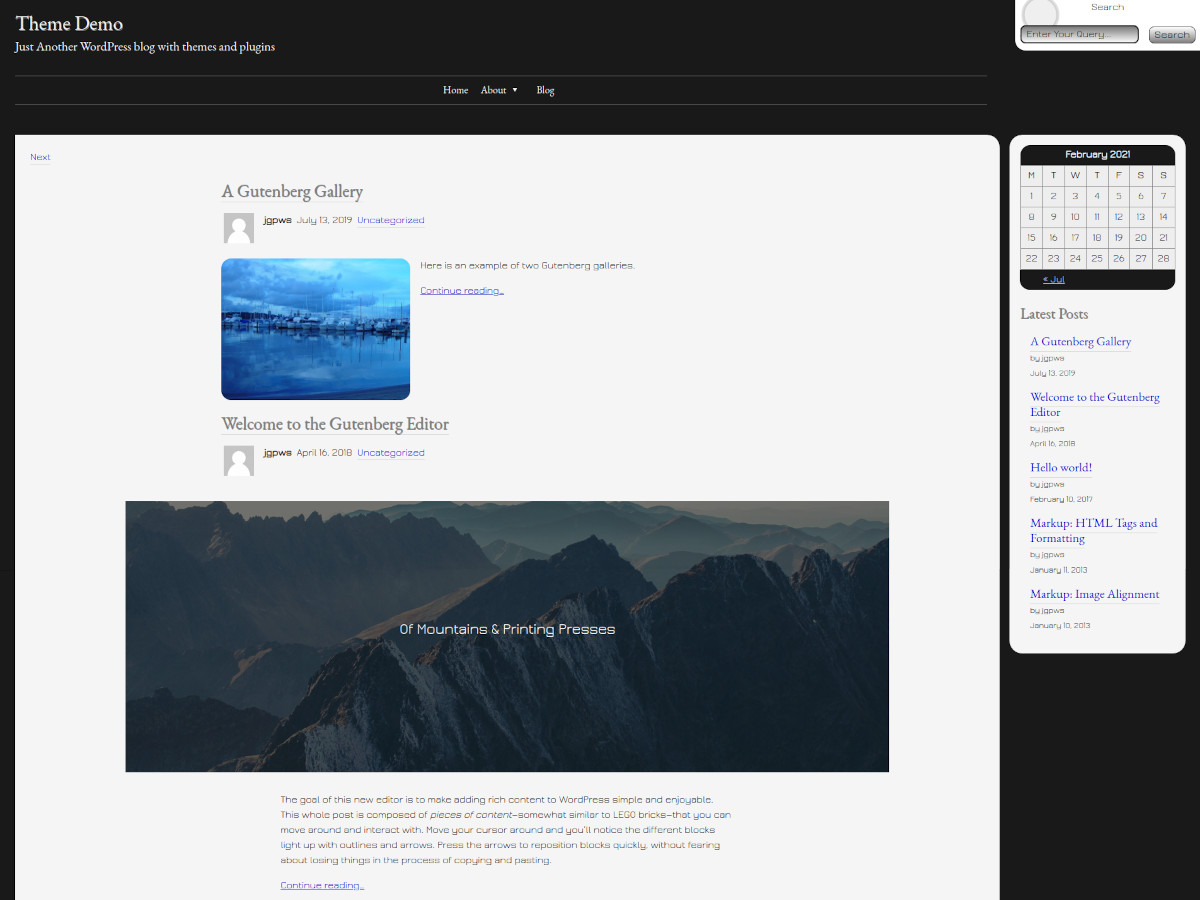 Theme Demo
Just Another WordPress blog with themes and plugins
Search
Enter Your Query...
Search
Home About ▼ Blog
Next
A Gutenberg Gallery
jgpws July 13, 2019 Uncategorized
Here is an example of two Gutenberg galleries.
Continue reading...
Welcome to the Gutenberg Editor
jgpws April 16, 2018 Uncategorized
Of Mountains & Printing Presses
The goal of this new editor is to make adding rich content to WordPress simple and enjoyable.
This whole post is composed of pieces of content—somewhat similar to LEGO bricks—that you can
move around and interact with. Move your cursor around and you'll notice the different blocks
light up with outlines and arrows. Press the arrows to reposition blocks quickly, without fearing
about losing things in the process of copying and pasting.
Continue reading...
February 2021
M T W T F S S
1 2 3 4 5 6 7
8 9 10 11 12 13 14
15 16 17 18 19 20 21
22 23 24 25 26 27 28
« Jul
Latest Posts
A Gutenberg Gallery
by jgpws
July 13, 2019
Welcome to the Gutenberg
Editor
by jgpws
April 16, 2018
Hello world!
by jgpws
February 10, 2017
Markup: HTML Tags and
Formatting
by jgpws
January 11, 2013
Markup: Image Alignment
by jgpws
January 10, 2013